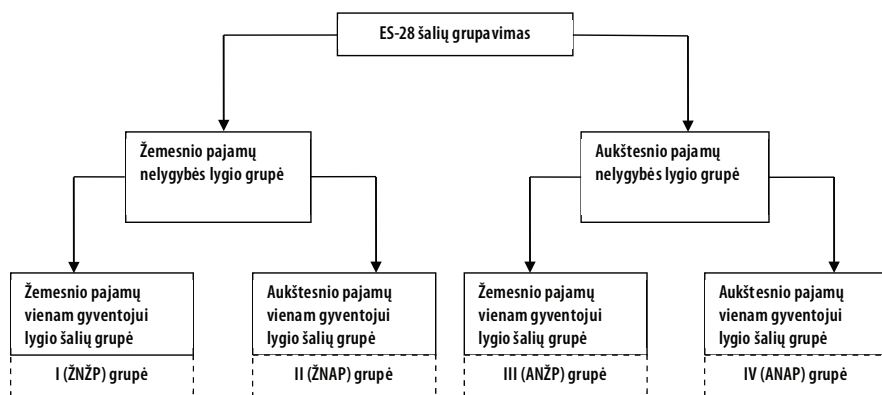 ES-28 šalių grupavimas
Žemesnio pajamų
nelygybės lygio grupė
Aukštesnio pajamų
nelygybės lygio grupė
Žemesnio pajamų
vienam gyventojui
lygio šalių grupė
I (ŽNŽP) grupė
Aukštesnio pajamų
vienam gyventojui
lygio šalių grupė
II (ŽNAP) grupė
Žemesnio pajamų
vienam gyventojui
lygio šalių grupė
III (ANŽP) grupė
Aukštesnio pajamų
vienam gyventojui
lygio šalių grupė
IV (ANAP) grupė